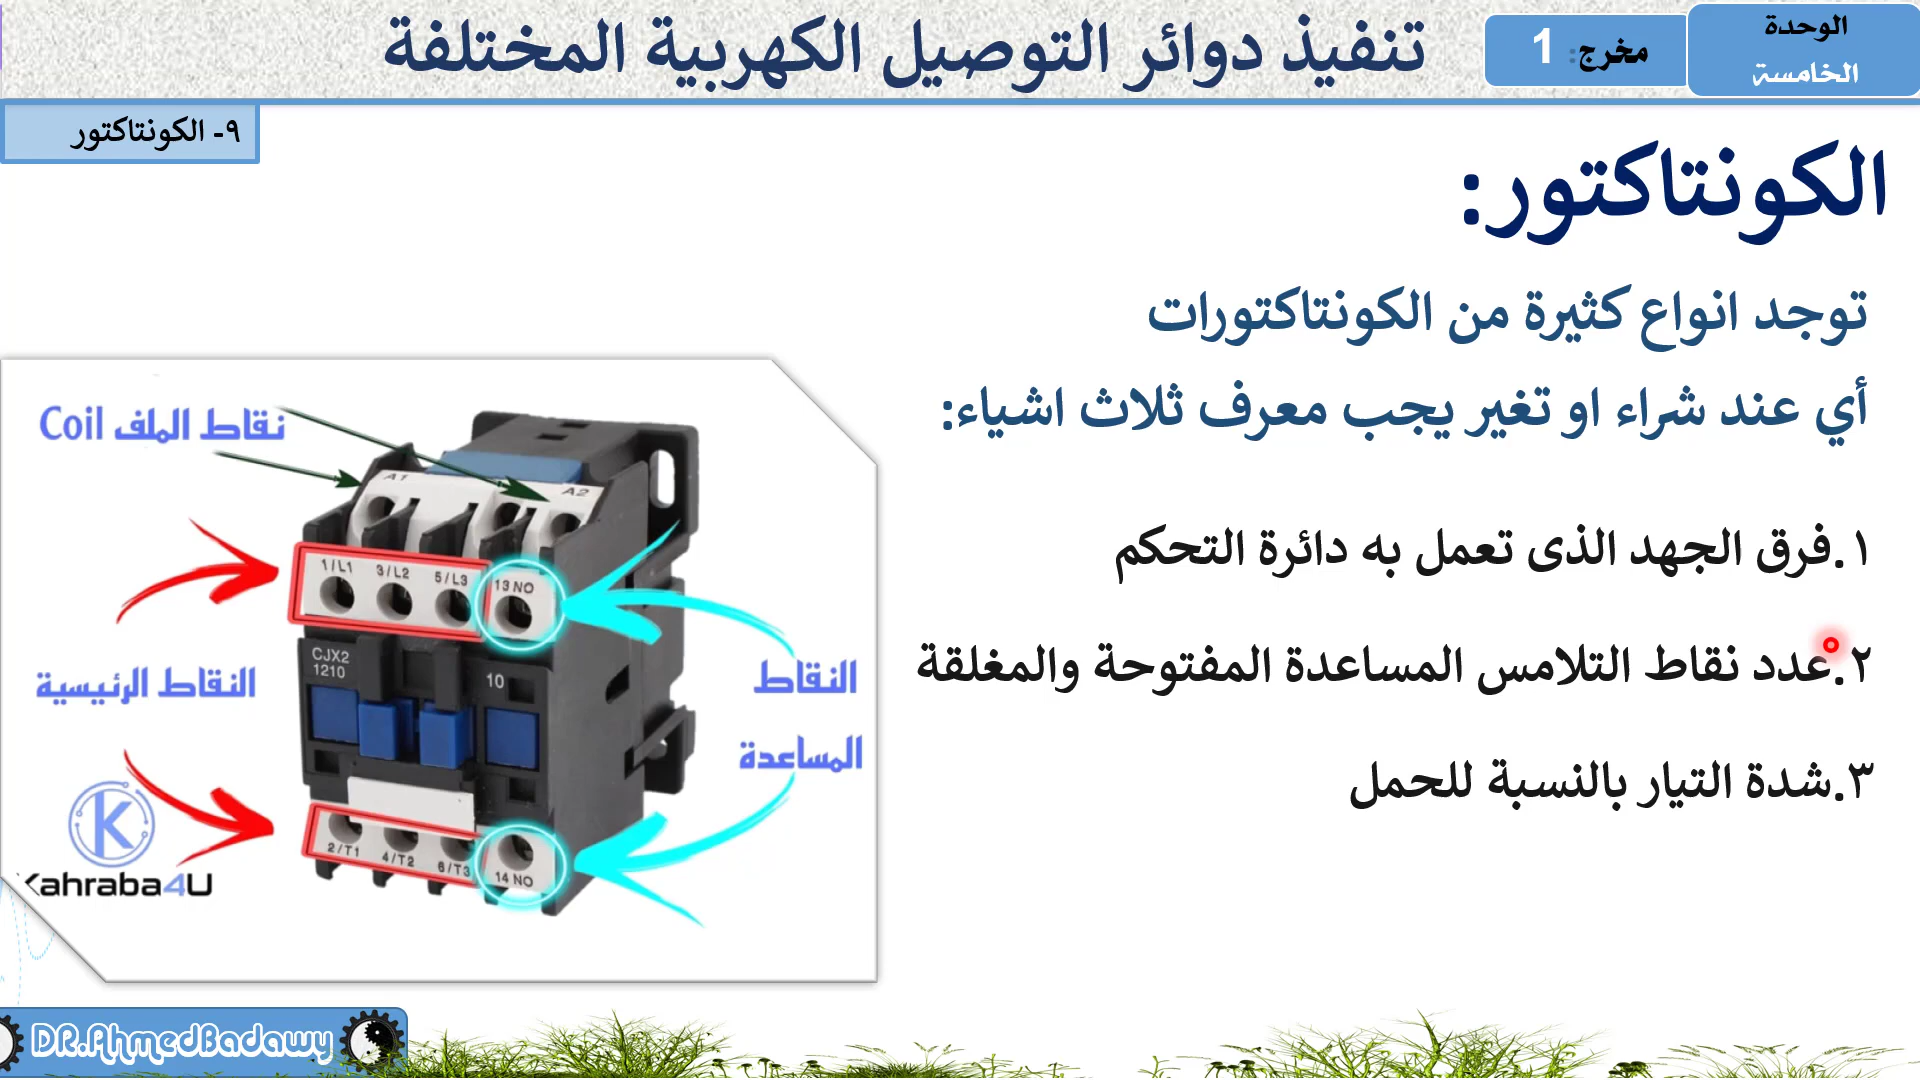 الوحدة
الخامسة
مخرج: 1
تنفيذ دوائر التوصيل الكهربية المختلفة
٩- الكونتاكتور
الكونتاكتور:
توجد انواع كثيرة من الكونتاكتورات
أي عند شراء او تغير يجب معرف ثلاث اشياء:
١.فرق الجهد الذى تعمل به دائرة التحكم
٢.عدد نقاط التلامس المساعدة المفتوحة والمغلقة
٣.شدة التيار بالنسبة للحمل
نقاط الملف Coil
A1
A2
1/L1 3/L2 5/L3 13 NO
CJX2
1210
10
النقاط الرئيسية
النقاط
المساعدة
2/T1 4/T2 6/T3 14 NO
K
Kahraba4U
DR.AhmedBadawy